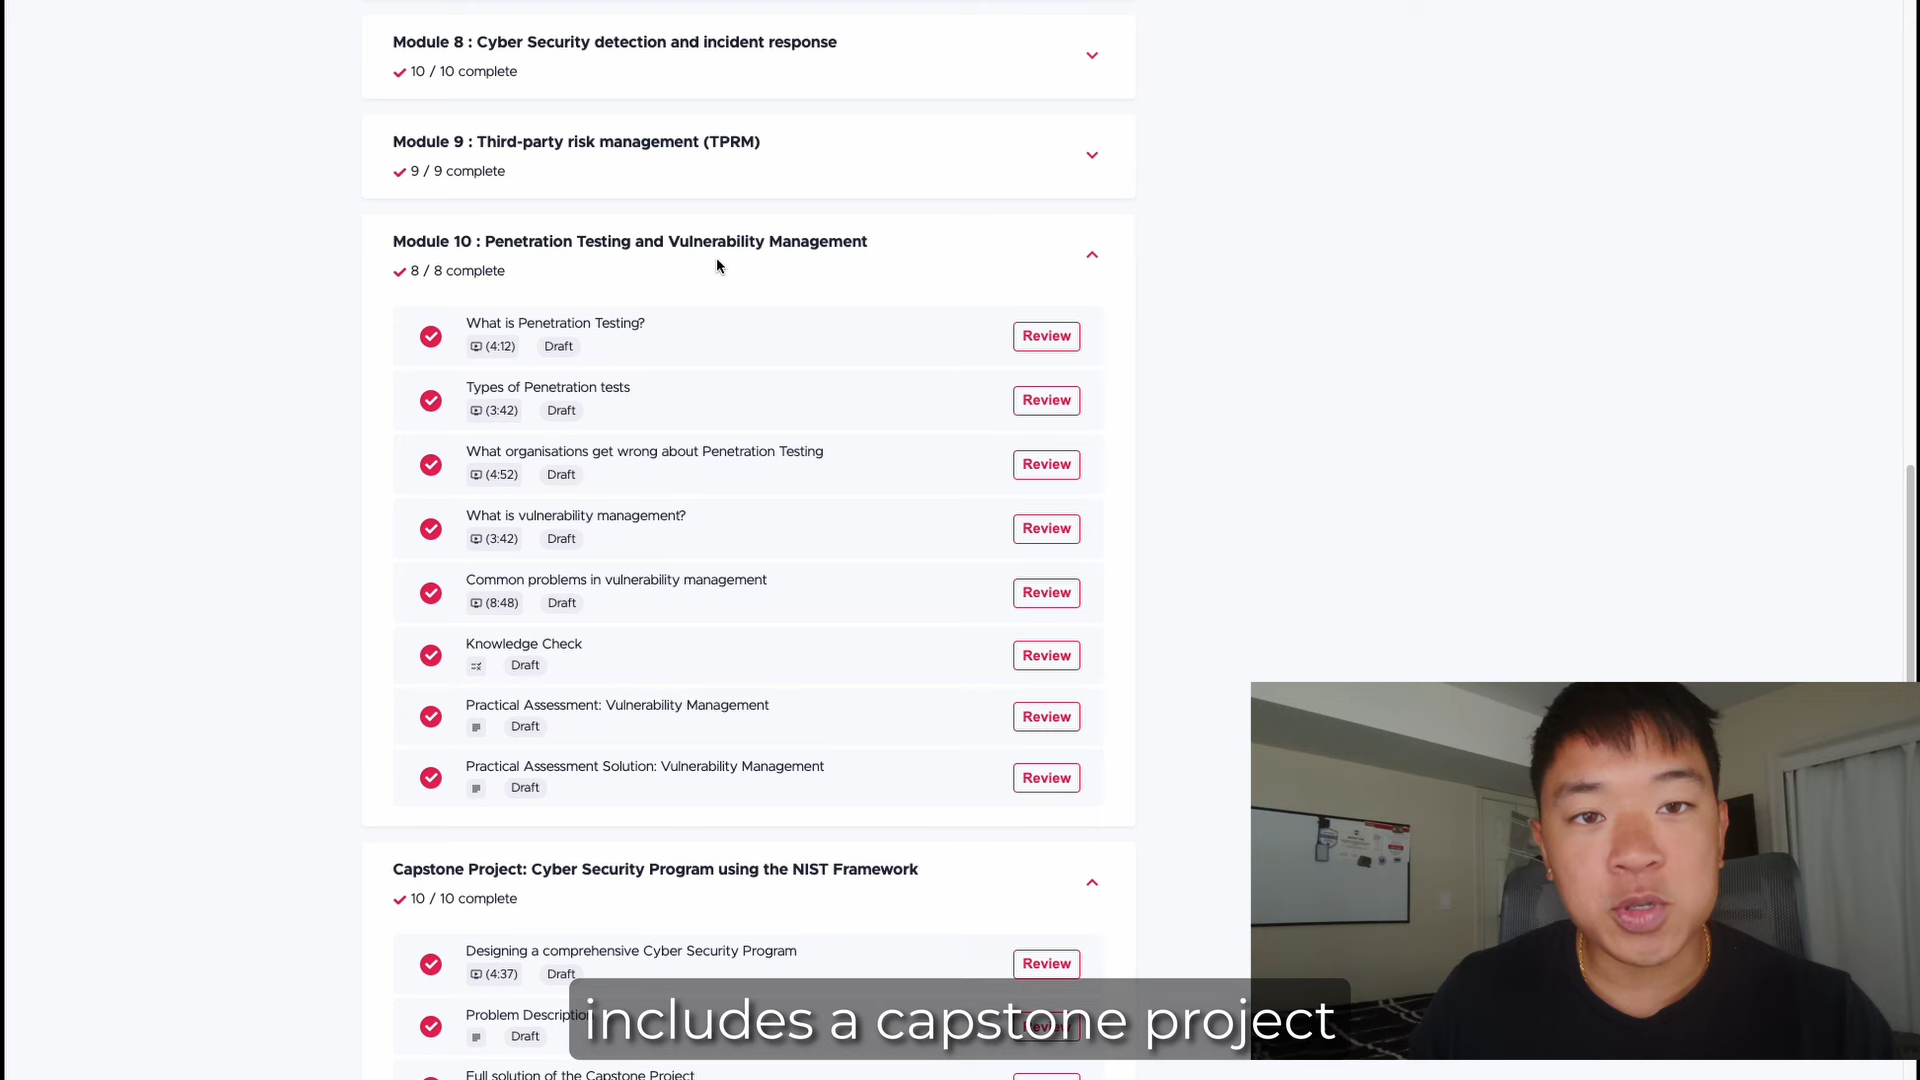 Module 8 : Cyber Security detection and incident response
10 / 10 complete
Module 9 : Third-party risk management (TPRM)
9 / 9 complete
Module 10 : Penetration Testing and Vulnerability Management
8 / 8 complete
What is Penetration Testing?
(4:12) Draft
Review
Types of Penetration tests
(3:42) Draft
Review
What organisations get wrong about Penetration Testing
(4:52) Draft
Review
What is vulnerability management?
(3:42) Draft
Review
Common problems in vulnerability management
(8:48) Draft
Review
Knowledge Check
Draft
Review
Practical Assessment: Vulnerability Management
Draft
Review
Practical Assessment Solution: Vulnerability Management
Draft
Review
Capstone Project: Cyber Security Program using the NIST Framework
10 / 10 complete
Designing a comprehensive Cyber Security Program
(4:37) Draft
Review
Problem Description
Draft
Full solution of the Capstone Project
includes a capstone project